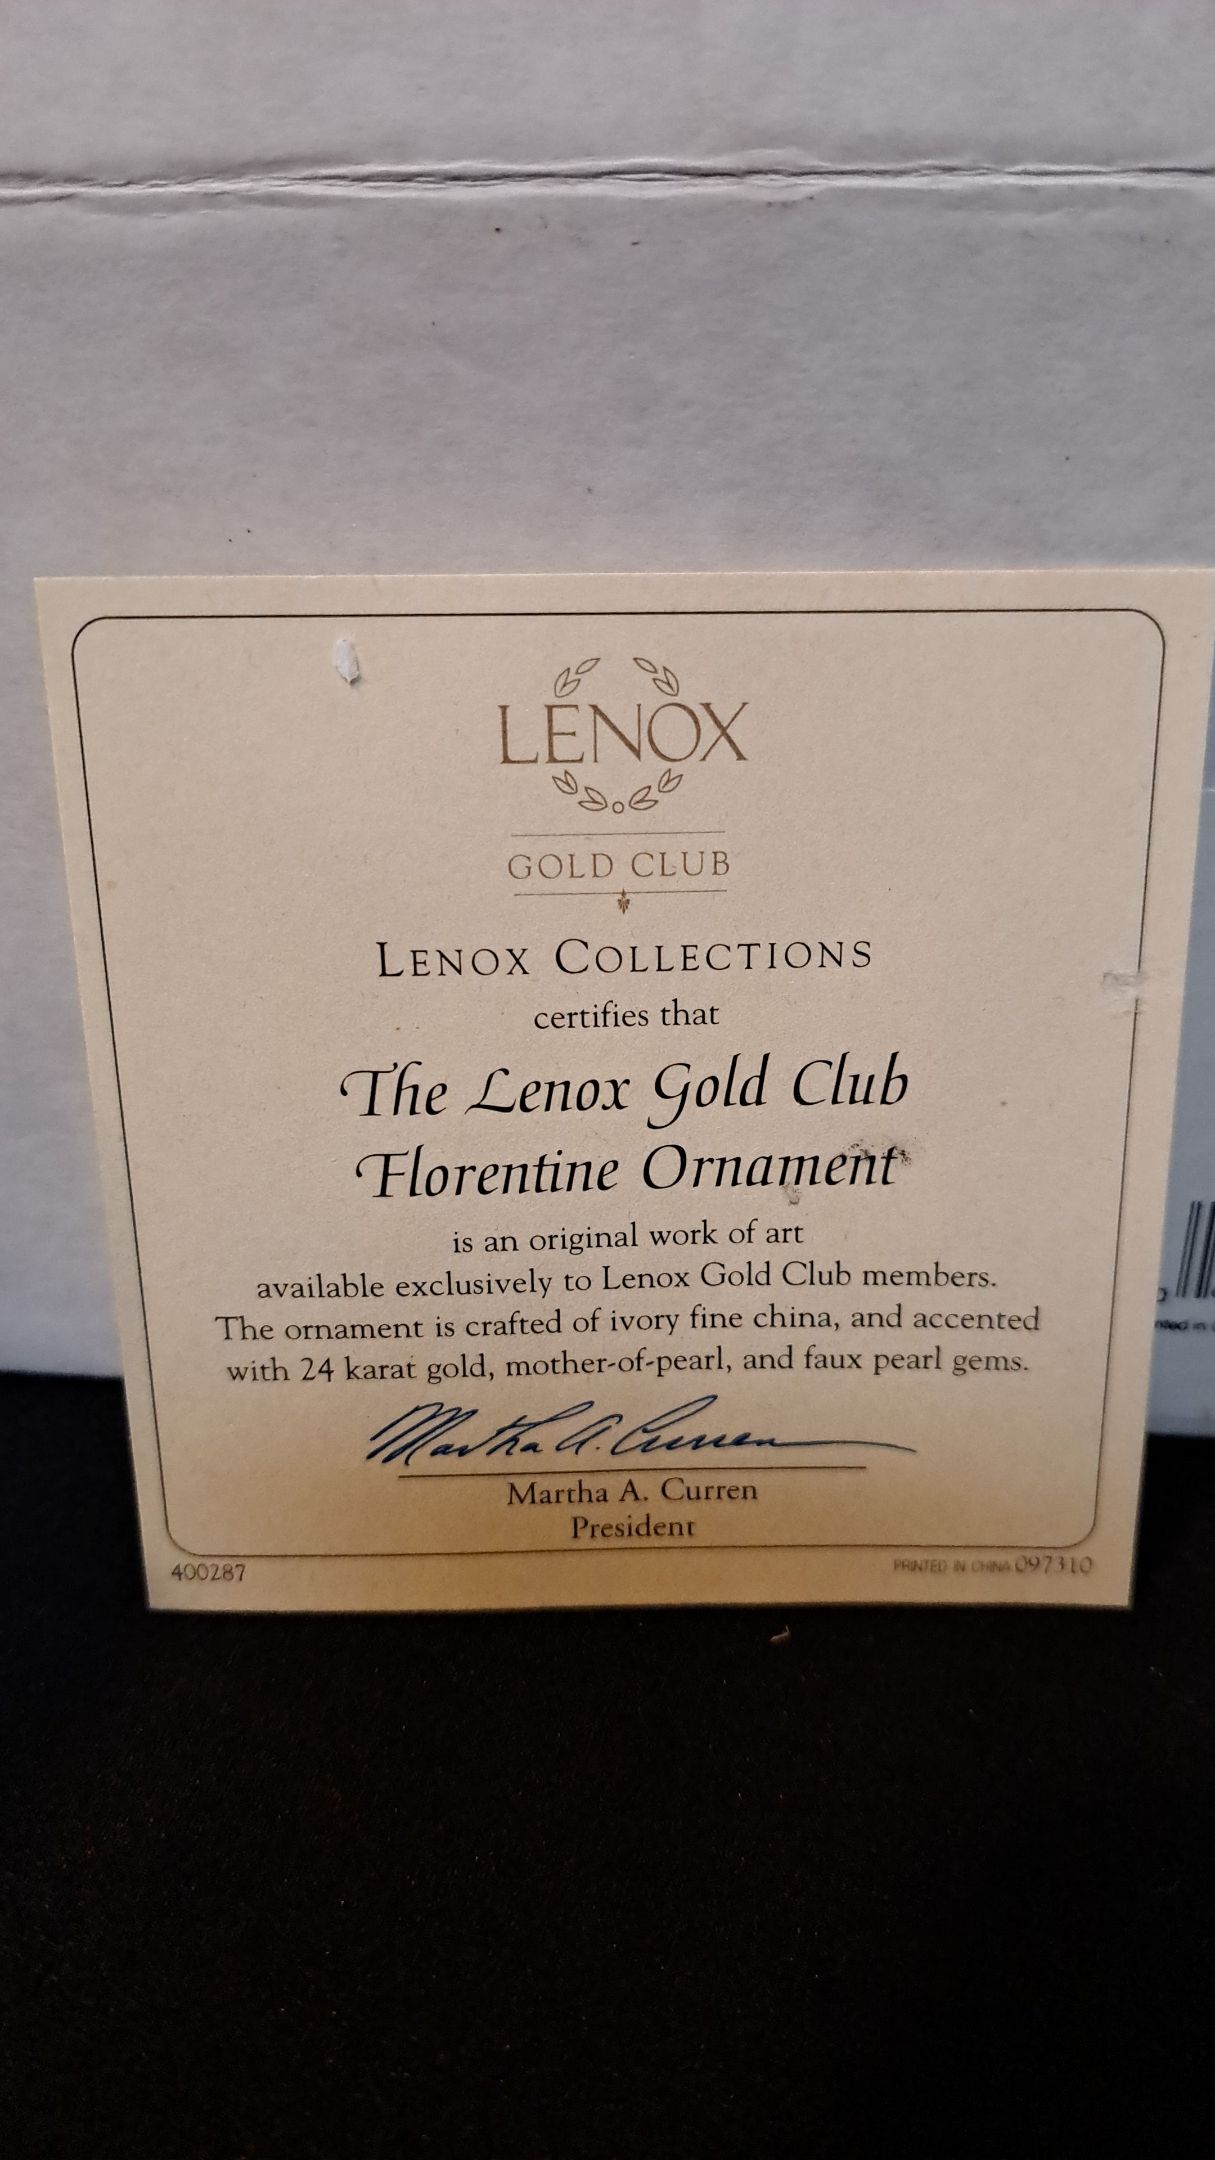 LENOX
GOLD CLUB
LENOX COLLECTIONS
certifies that
The Lenox Gold Club
Florentine Ornament
is an original work of art
available exclusively to Lenox Gold Club members.
The ornament is crafted of ivory fine china, and accented
with 24 karat gold, mother-of-pearl, and faux pearl gems.
Martha A. Curren
Martha A. Curren
President
400287
PRINTED IN CHINA 097310